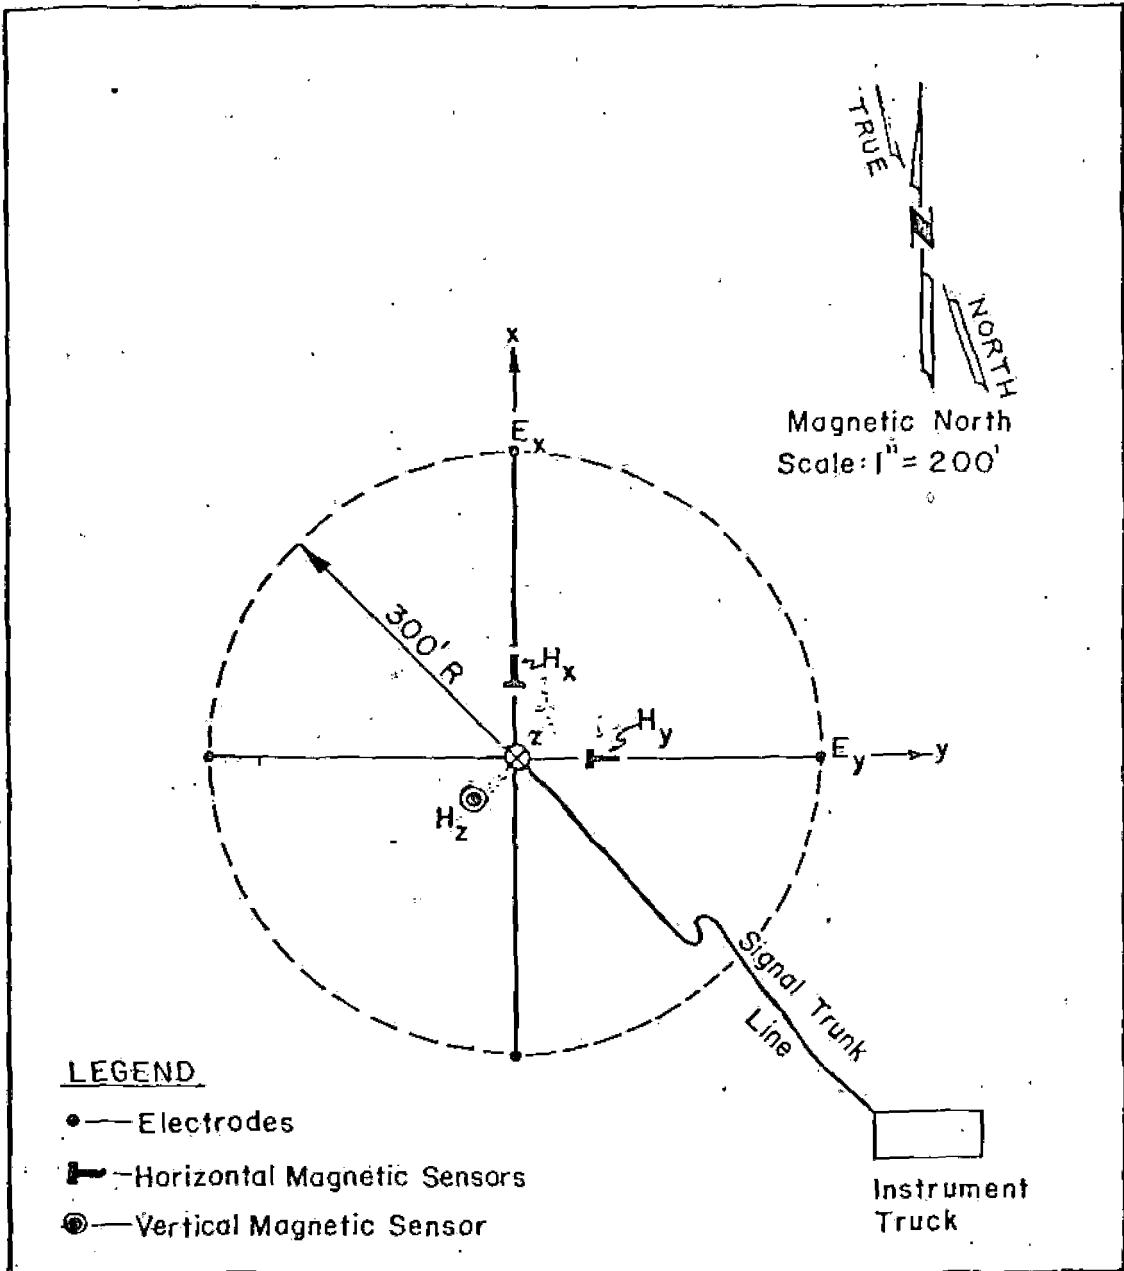 TRUE
N
NORTH
Magnetic North
Scale: 1" = 200'
x
Ex
300' R
Hx
z
Hy
Ey
y
Hz
Signal Trunk
Line
LEGEND
Electrodes
Horizontal Magnetic Sensors
Vertical Magnetic Sensor
Instrument
Truck